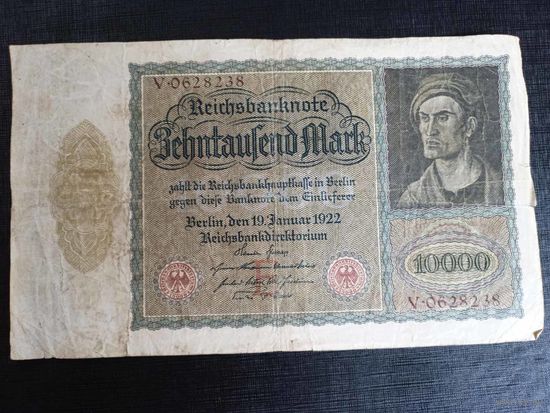 V·0628238
Reichsbanknote
Zehntausend Mark
zahlt die Reichsbankhauptkasse in Berlin
gegen diese Banknote dem Einlieferer
Berlin, den 19. Januar 1922
Reichsbankdirektorium
10000
V·0628238